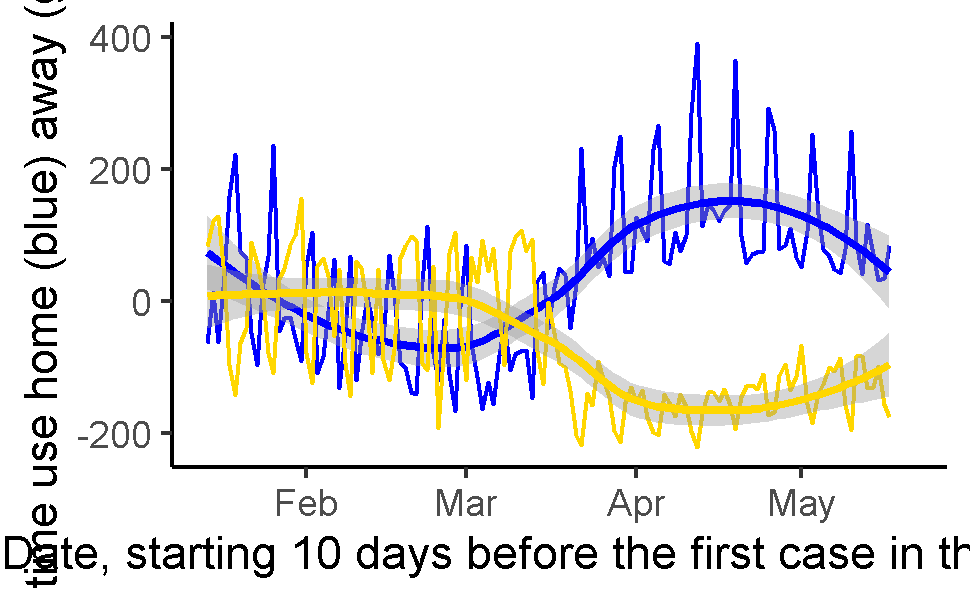 time use home (blue) away (
400
200
0
-200
Feb Mar Apr May
Date, starting 10 days before the first case in th